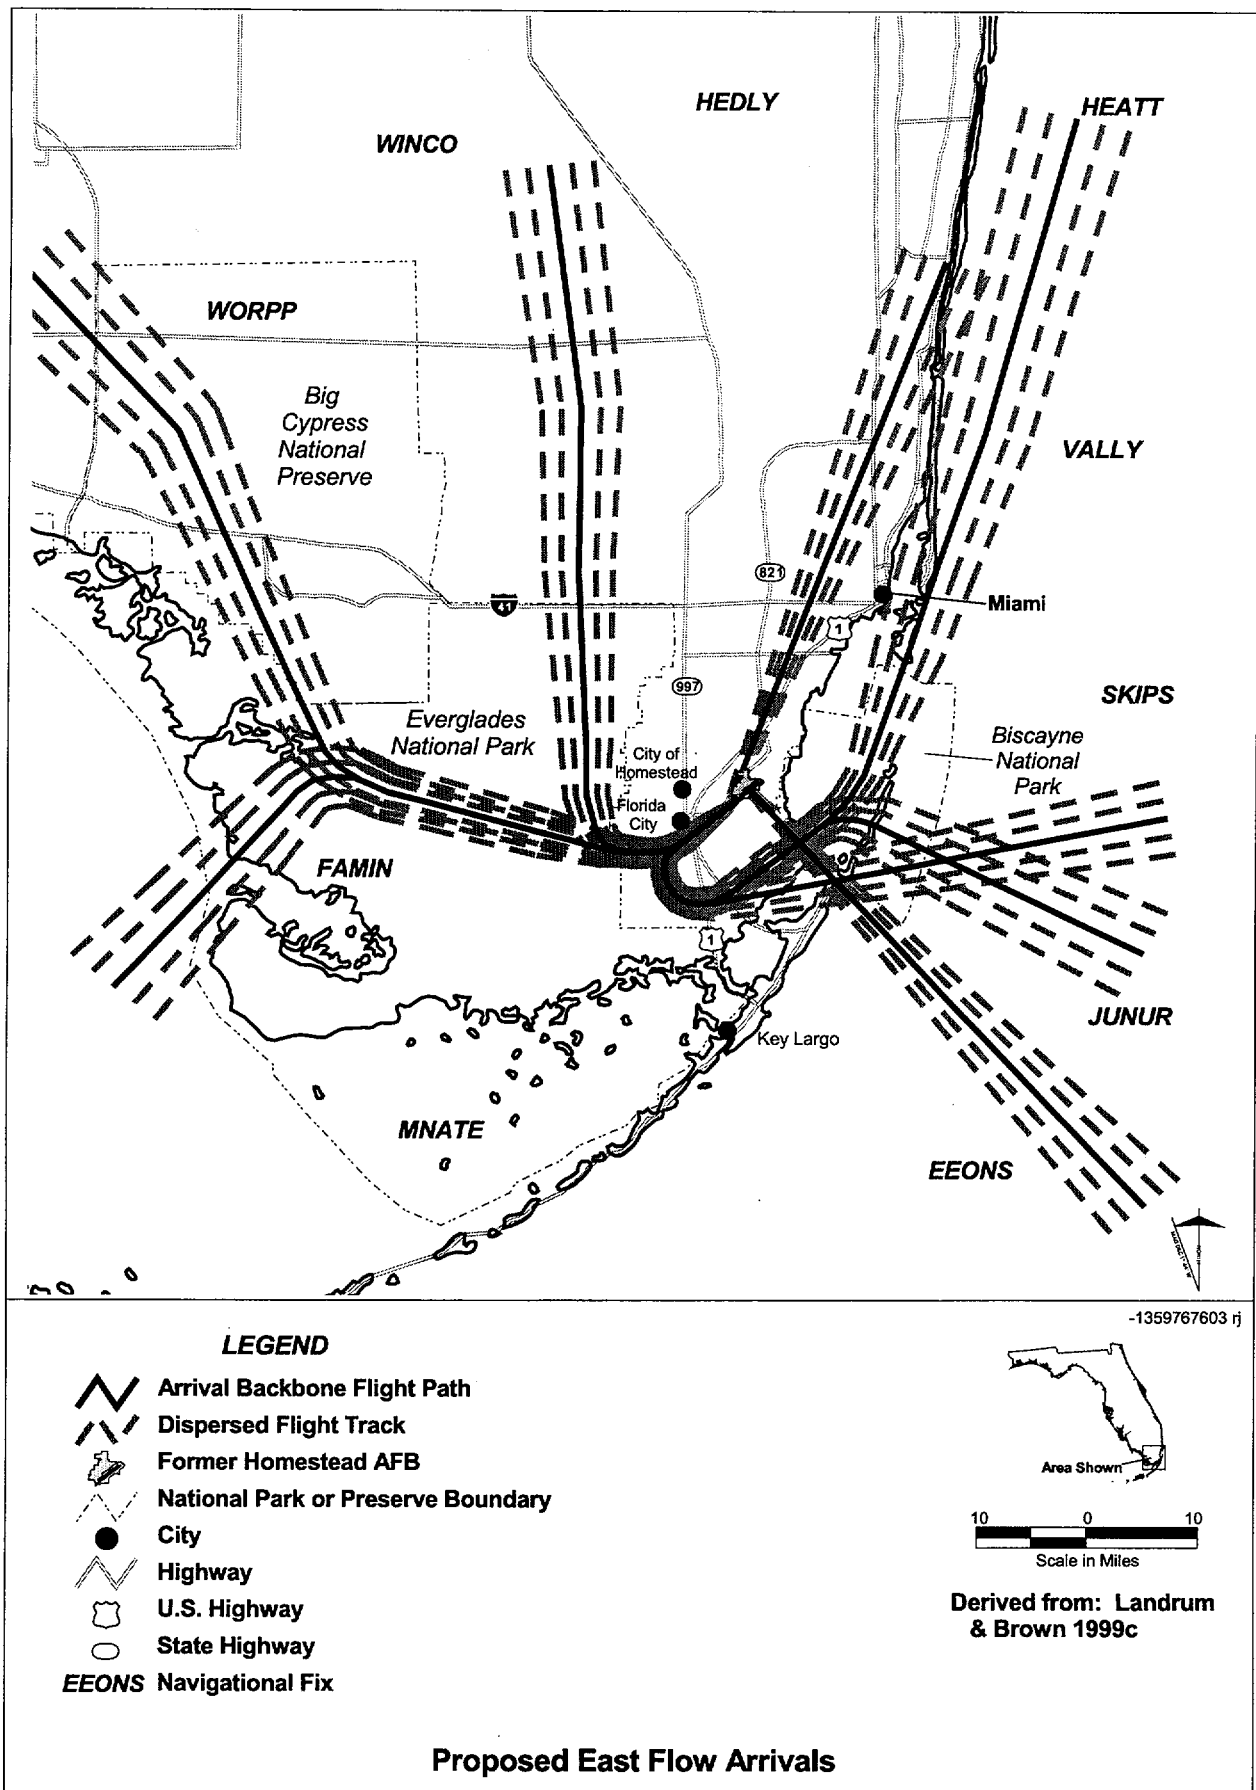 HEDLY
HEATT
WINCO
WORPP
Big
Cypress
National
Preserve
VALLY
821
41
Miami
1
997
SKIPS
Everglades
National Park
City of
Homestead
Biscayne
National
Park
Florida
City
FAMIN
1
JUNUR
Key Largo
MNATE
EEONS
NORTH
-1359767603 rj
LEGEND
Arrival Backbone Flight Path
Dispersed Flight Track
Former Homestead AFB
National Park or Preserve Boundary
City
Highway
U.S. Highway
State Highway
EEONS Navigational Fix
Area Shown
10 0 10
Scale in Miles
Derived from: Landrum
& Brown 1999c
Proposed East Flow Arrivals